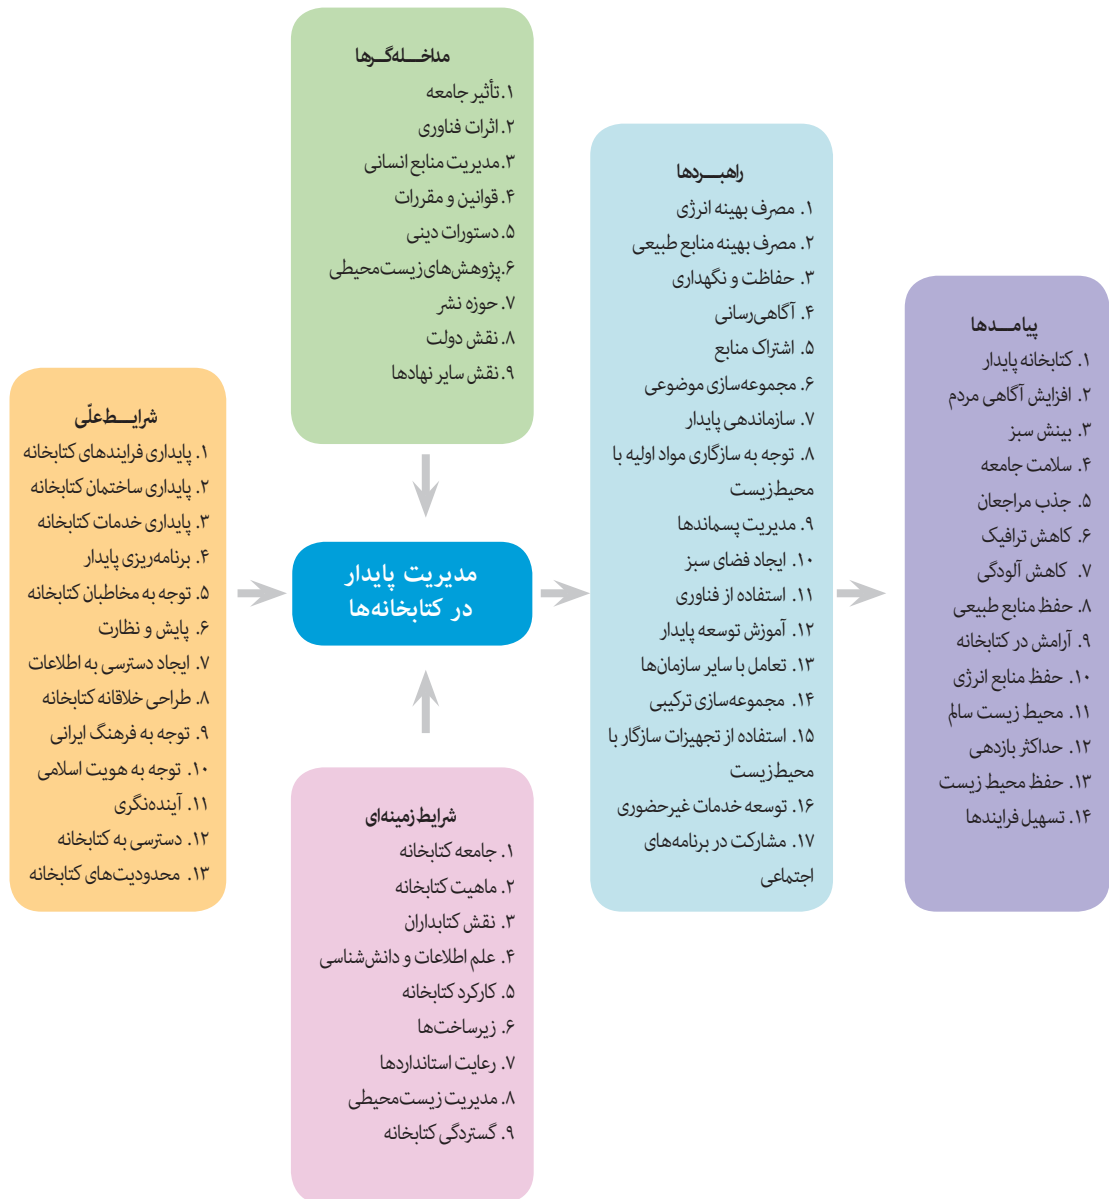 مداخله‌گرها
۱.تأثیر جامعه
۲.اثرات فناوری
۳.مدیریت منابع انسانی
۴.قوانین و مقررات
۵.دستورات دینی
۶.پژوهش‌های زیست‌محیطی
۷.حوزه نشر
۸.نقش دولت
۹.نقش سایر نهادها
راهبردها
۱. مصرف بهینه انرژی
۲. مصرف بهینه منابع طبیعی
۳. حفاظت و نگهداری
۴. آگاهی‌رسانی
۵. اشتراک منابع
۶. مجموعه‌سازی موضوعی
۷. سازماندهی پایدار
۸. توجه به سازگاری مواد اولیه با
محیط‌زیست
۹. مدیریت پسماندها
۱۰. ایجاد فضای سبز
۱۱. استفاده از فناوری
۱۲. آموزش توسعه پایدار
۱۳. تعامل با سایر سازمان‌ها
۱۴. مجموعه‌سازی ترکیبی
۱۵. استفاده از تجهیزات سازگار با
محیط‌زیست
۱۶. توسعه خدمات غیرحضوری
۱۷. مشارکت در برنامه‌های
اجتماعی
پیامدها
۱. کتابخانه پایدار
۲. افزایش آگاهی مردم
۳. بینش سبز
۴. سلامت جامعه
۵. جذب مراجعان
۶. کاهش ترافیک
۷. کاهش آلودگی
۸. حفظ منابع طبیعی
۹. آرامش در کتابخانه
۱۰. حفظ منابع انرژی
۱۱. محیط زیست سالم
۱۲. حداکثر بازدهی
۱۳. حفظ محیط زیست
۱۴. تسهیل فرایندها
شرایط علّی
۱. پایداری فرایندهای کتابخانه
۲. پایداری ساختمان کتابخانه
۳. پایداری خدمات کتابخانه
۴. برنامه‌ریزی پایدار
۵. توجه به مخاطبان کتابخانه
۶. پایش و نظارت
۷. ایجاد دسترسی به اطلاعات
۸. طراحی خلاقانه کتابخانه
۹. توجه به فرهنگ ایرانی
۱۰. توجه به هویت اسلامی
۱۱. آینده‌نگری
۱۲. دسترسی به کتابخانه
۱۳. محدودیت‌های کتابخانه
مدیریت پایدار
در کتابخانه‌ها
شرایط زمینه‌ای
۱. جامعه کتابخانه
۲. ماهیت کتابخانه
۳. نقش کتابداران
۴. علم اطلاعات و دانش‌شناسی
۵. کارکرد کتابخانه
۶. زیرساخت‌ها
۷. رعایت استانداردها
۸. مدیریت زیست‌محیطی
۹. گستردگی کتابخانه